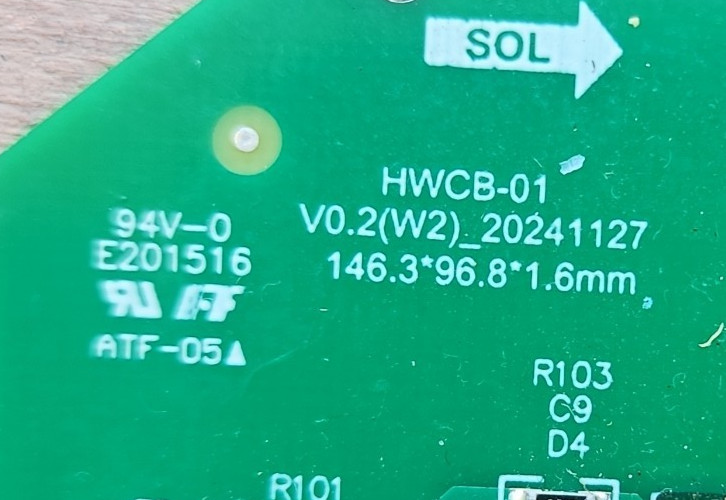 SOL
HWCB-01
V0.2(W2)_20241127
146.3*96.8*1.6mm
94V-0
E201516
ATF-05▲
R103
C9
D4
R101